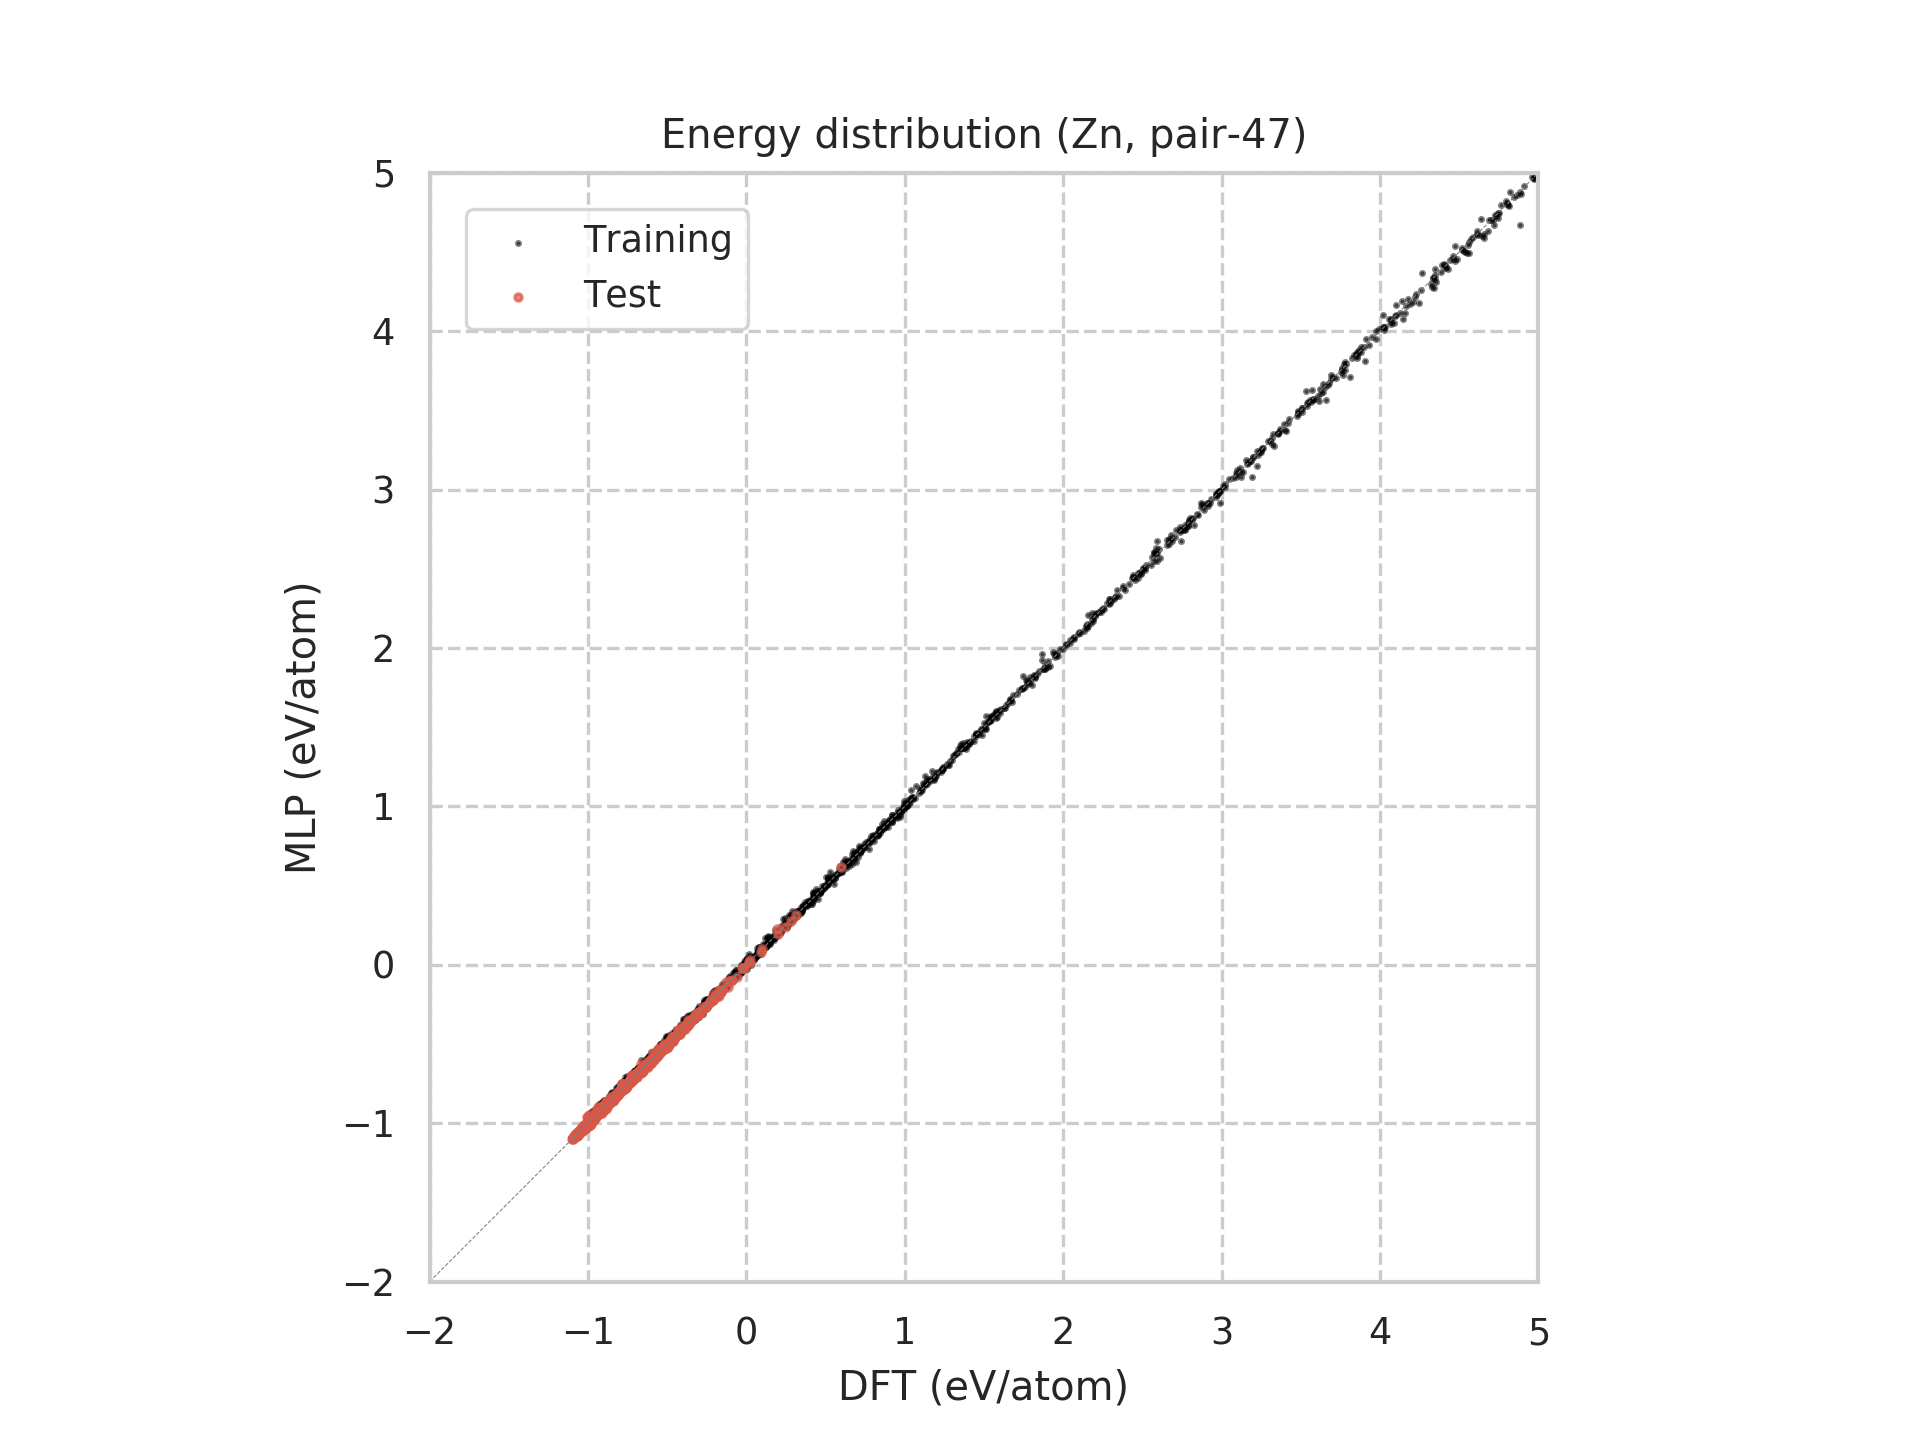 Energy distribution (Zn, pair-47)
5
4
3
2
1
0
−1
−2
MLP (eV/atom)
Training
Test
−2 −1 0 1 2 3 4 5
DFT (eV/atom)